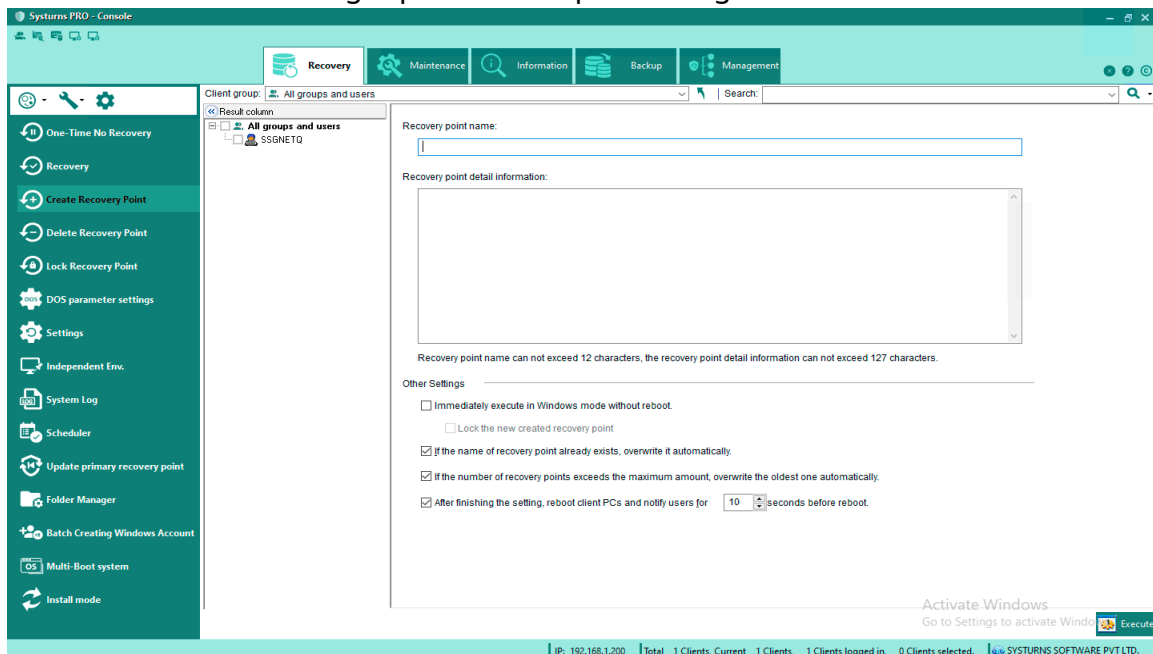 Systurns PRO - Console
Recovery
Maintenance
Information
Backup
Management
Client group: All groups and users
Search:
Result column
All groups and users
SSGNETQ
One-Time No Recovery
Recovery
Create Recovery Point
Delete Recovery Point
Lock Recovery Point
DOS parameter settings
Settings
Independent Env.
System Log
Scheduler
Update primary recovery point
Folder Manager
Batch Creating Windows Account
Multi-Boot system
Install mode
Recovery point name:
Recovery point detail information:
Recovery point name can not exceed 12 characters, the recovery point detail information can not exceed 127 characters.
Other Settings
Immediately execute in Windows mode without reboot.
Lock the new created recovery point
If the name of recovery point already exists, overwrite it automatically.
If the number of recovery points exceeds the maximum amount, overwrite the oldest one automatically.
After finishing the setting, reboot client PCs and notify users for 10 seconds before reboot.
Activate Windows
Go to Settings to activate Windo
Execute
IP: 192.168.1.200 Total 1 Clients, Current 1 Clients 1 Clients logged in. 0 Clients selected. SYSTURNS SOFTWARE PVT LTD.